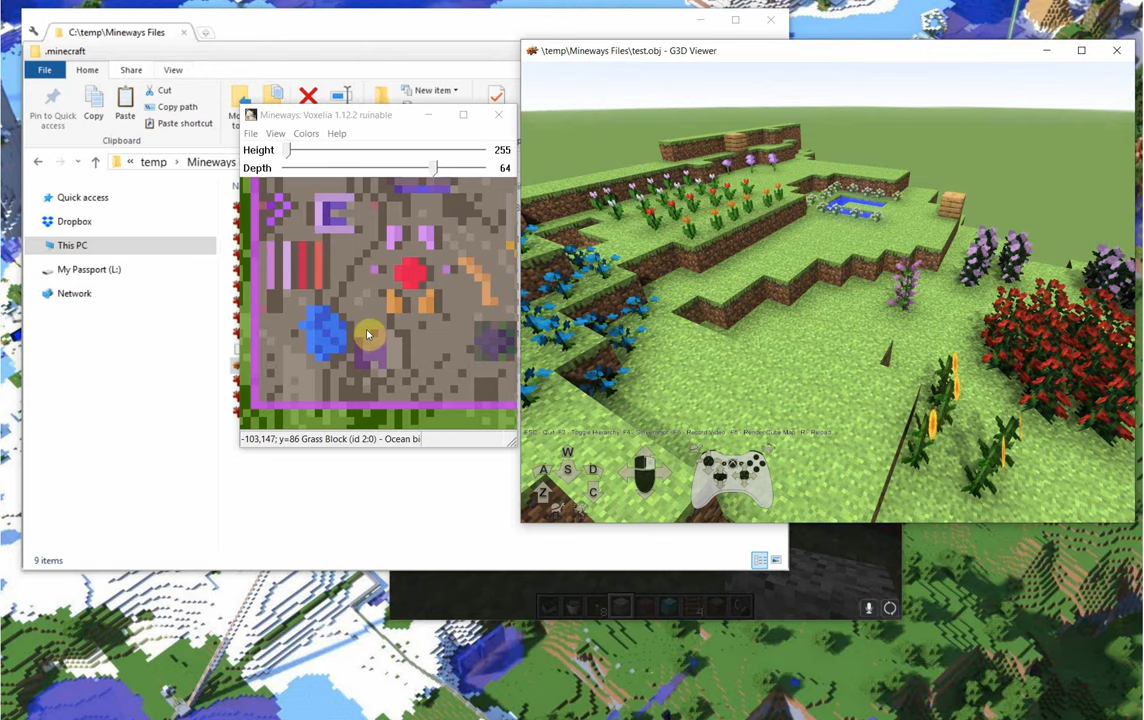 C:\temp\Mineways Files
.minecraft
File Home Share View
Pin to Quick access
Copy
Paste
Cut
Copy path
Paste shortcut
New item
Clipboard
« temp > Mineways
Quick access
Dropbox
This PC
My Passport (L:)
Network
9 items
Mineways: Voxelia 1.12.2 ruinable
File View Colors Help
Height 255
Depth 64
-103,147; y=86 Grass Block (id 2:0) - Ocean bi
\temp\Mineways Files\test.obj - G3D Viewer
W
A S D
Z C
8
4